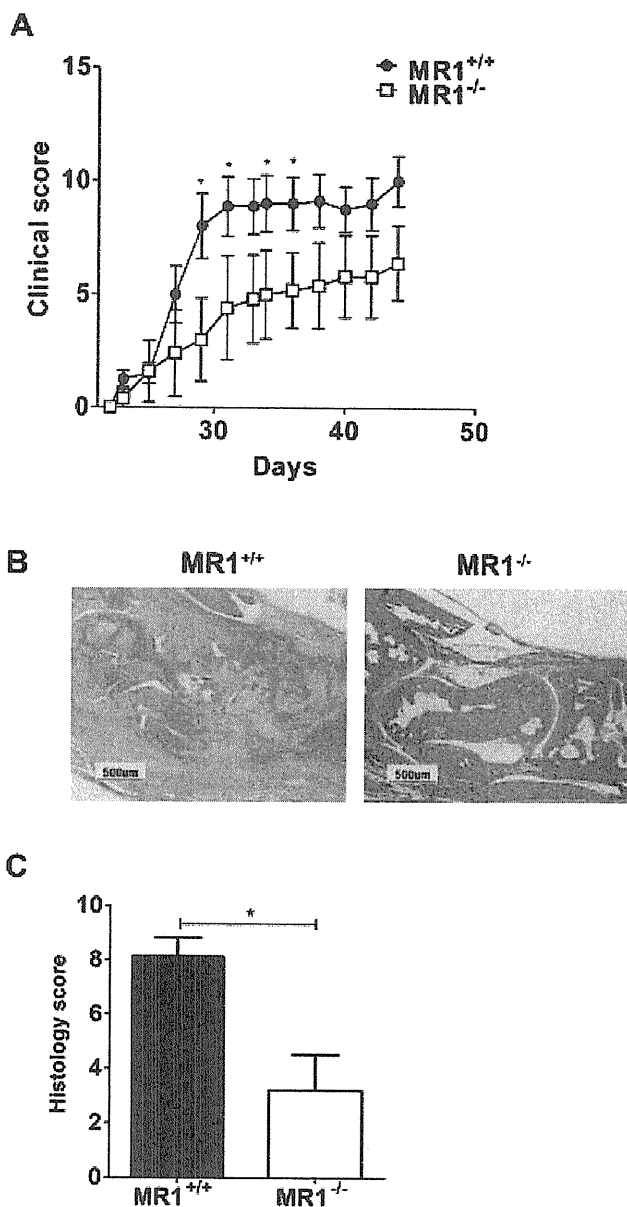 A
15
10
5
0
Clinical score
MR1+/+
MR1-/-
* * * *
30 40 50
Days
B
MR1+/+ MR1-/-
500um 500um
C
10
8
6
4
2
0
Histology score
*
MR1+/+ MR1-/-